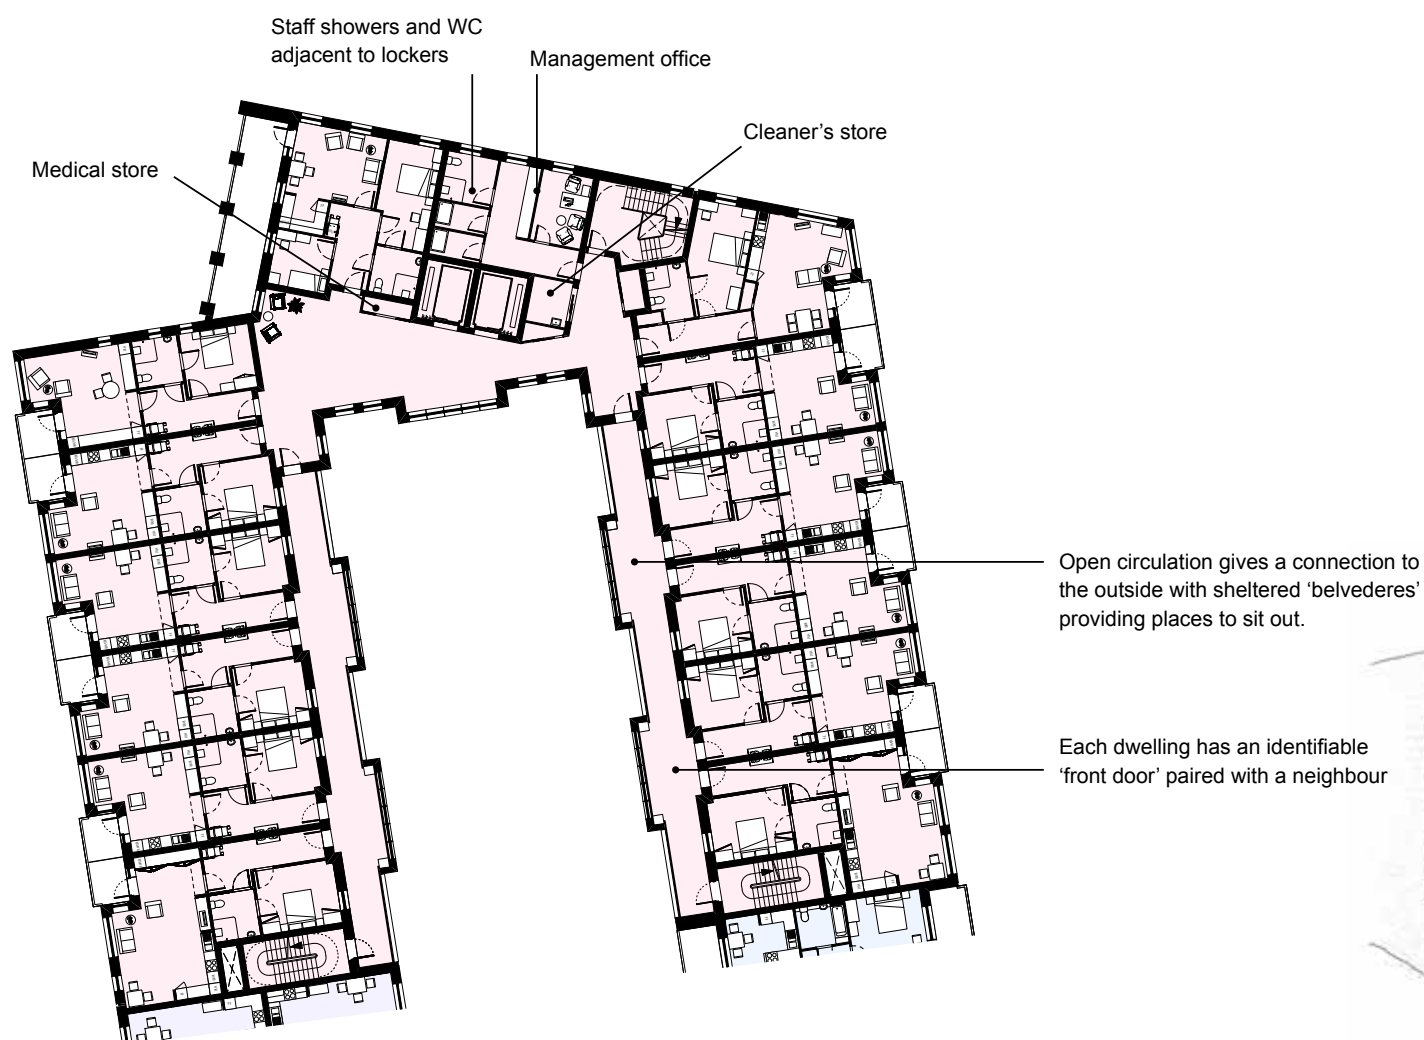 Staff showers and WC
adjacent to lockers
Management office
Cleaner’s store
Medical store
Open circulation gives a connection to
the outside with sheltered ‘belvederes’
providing places to sit out.
Each dwelling has an identifiable
‘front door’ paired with a neighbour